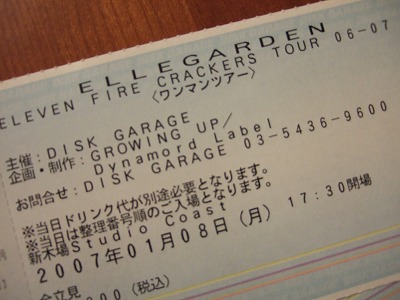 ELLEGARDEN
ELEVEN FIRE CRACKERS TOUR 06-07
〈ワンマンツアー〉
主催：DISK GARAGE
企画・制作：GROWING UP/
Dynamord Label
お問合せ：DISK GARAGE 03-5436-9600
※当日ドリンク代が別途必要となります。
※当日は整理番号順のご入場となります。
新木場Studio Coast
2007年01月08日（月） 17:30開場
000（税込）